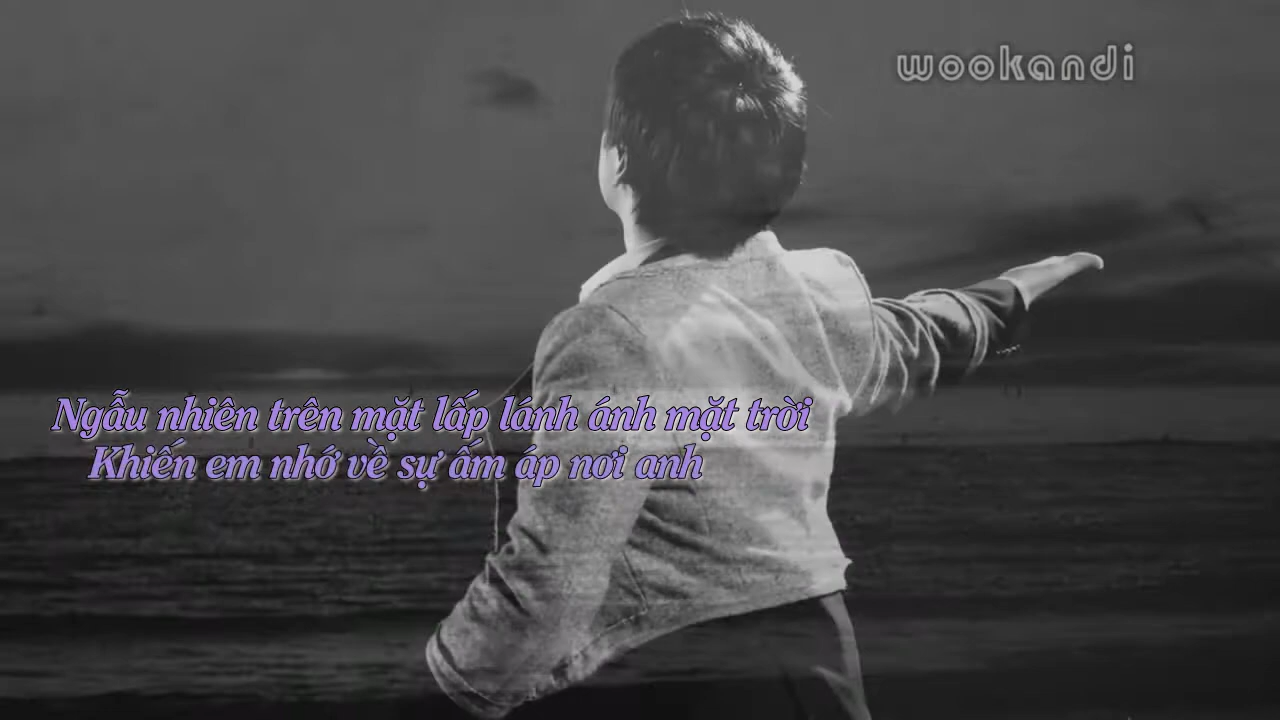 wookandi
Ngẫu nhiên trên mặt lấp lánh ánh mặt trời
Khiến em nhớ về sự ấm áp nơi anh